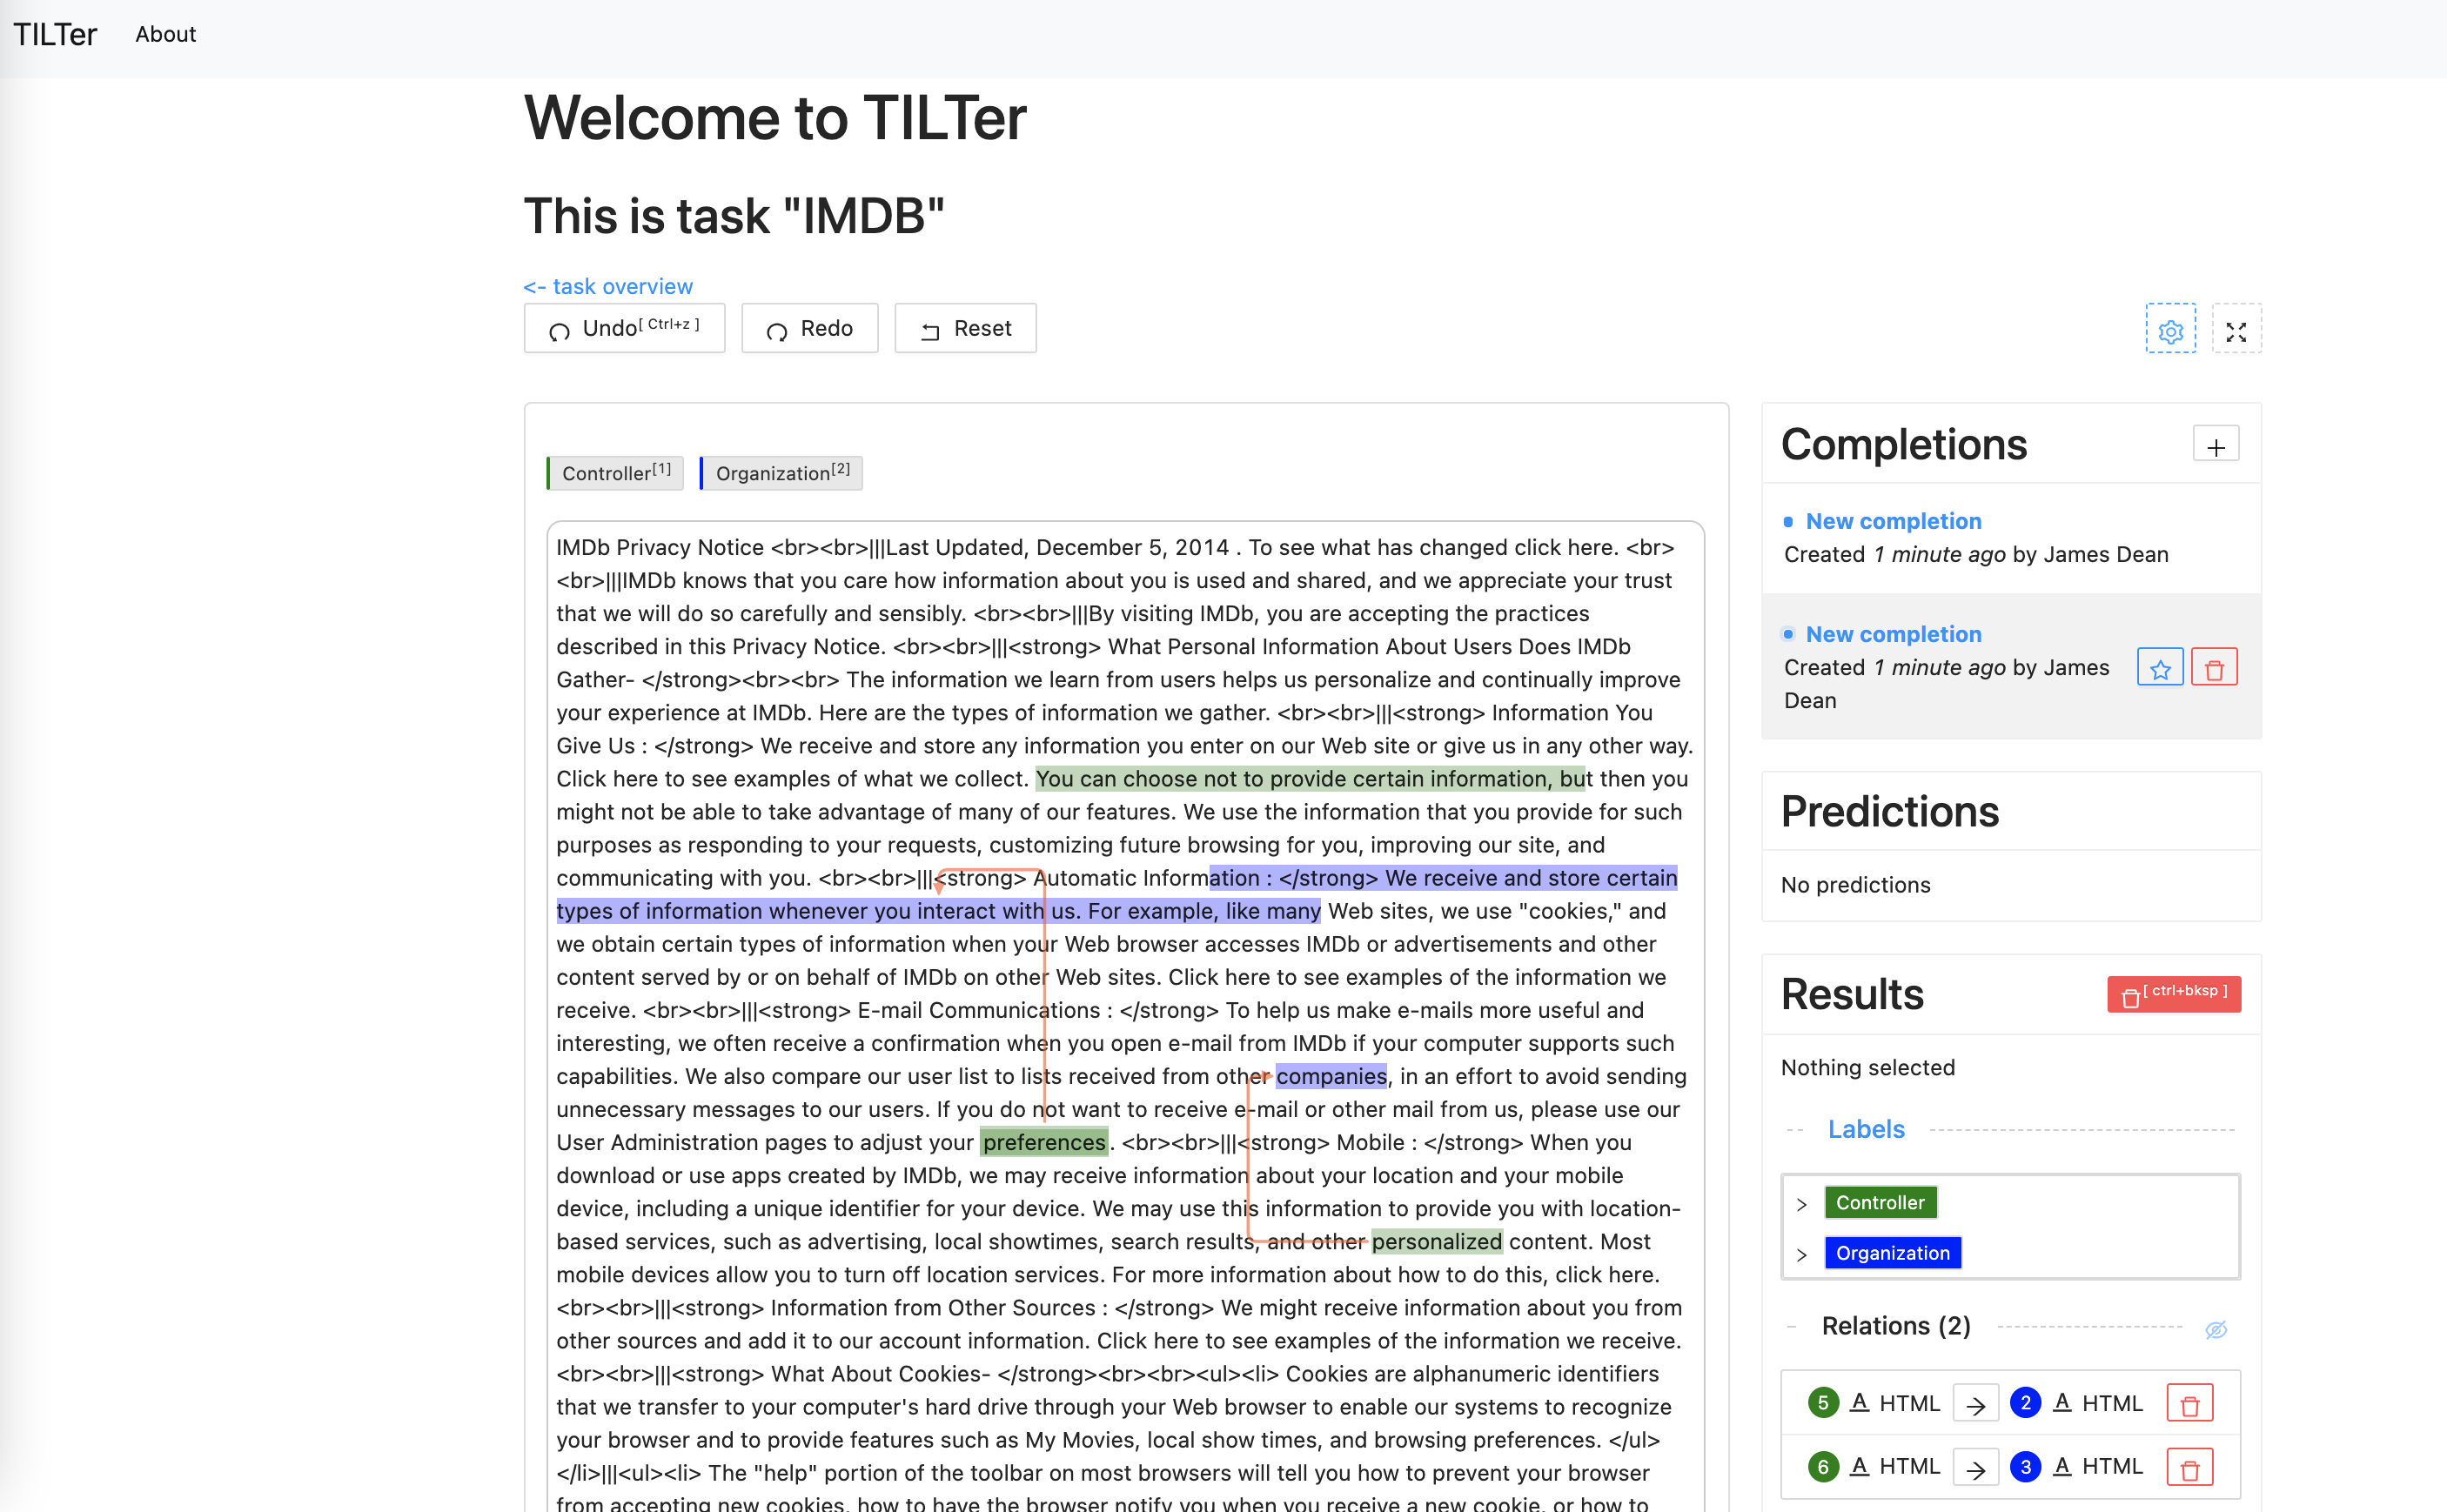 TILTer About
Welcome to TILTer
This is task "IMDB"
<- task overview
Undo[ Ctrl+z ] Redo Reset
Controller[1] Organization[2]
IMDb Privacy Notice <br><br>|||Last Updated, December 5, 2014 . To see what has changed click here. <br>
<br>|||IMDb knows that you care how information about you is used and shared, and we appreciate your trust
that we will do so carefully and sensibly. <br><br>|||By visiting IMDb, you are accepting the practices
described in this Privacy Notice. <br><br>|||<strong> What Personal Information About Users Does IMDb
Gather- </strong><br><br> The information we learn from users helps us personalize and continually improve
your experience at IMDb. Here are the types of information we gather. <br><br>|||<strong> Information You
Give Us : </strong> We receive and store any information you enter on our Web site or give us in any other way.
Click here to see examples of what we collect. You can choose not to provide certain information, but then you
might not be able to take advantage of many of our features. We use the information that you provide for such
purposes as responding to your requests, customizing future browsing for you, improving our site, and
communicating with you. <br><br>|||<strong> Automatic Information : </strong> We receive and store certain
types of information whenever you interact with us. For example, like many Web sites, we use "cookies," and
we obtain certain types of information when your Web browser accesses IMDb or advertisements and other
content served by or on behalf of IMDb on other Web sites. Click here to see examples of the information we
receive. <br><br>|||<strong> E-mail Communications : </strong> To help us make e-mails more useful and
interesting, we often receive a confirmation when you open e-mail from IMDb if your computer supports such
capabilities. We also compare our user list to lists received from other companies, in an effort to avoid sending
unnecessary messages to our users. If you do not want to receive e-mail or other mail from us, please use our
User Administration pages to adjust your preferences. <br><br>|||<strong> Mobile : </strong> When you
download or use apps created by IMDb, we may receive information about your location and your mobile
device, including a unique identifier for your device. We may use this information to provide you with location-
based services, such as advertising, local showtimes, search results, and other personalized content. Most
mobile devices allow you to turn off location services. For more information about how to do this, click here.
<br><br>|||<strong> Information from Other Sources : </strong> We might receive information about you from
other sources and add it to our account information. Click here to see examples of the information we receive.
<br><br>|||<strong> What About Cookies- </strong><br><br><ul><li> Cookies are alphanumeric identifiers
that we transfer to your computer's hard drive through your Web browser to enable our systems to recognize
your browser and to provide features such as My Movies, local show times, and browsing preferences. </ul>
</li>|||<ul><li> The "help" portion of the toolbar on most browsers will tell you how to prevent your browser
from accepting new cookies, how to have the browser notify you when you receive a new cookie, or how to
Completions
New completion
Created 1 minute ago by James Dean
New completion
Created 1 minute ago by James
Dean
Predictions
No predictions
Results [ ctrl+bksp ]
Nothing selected
Labels
> Controller
> Organization
Relations (2)
5 A HTML → 2 A HTML
6 A HTML → 3 A HTML